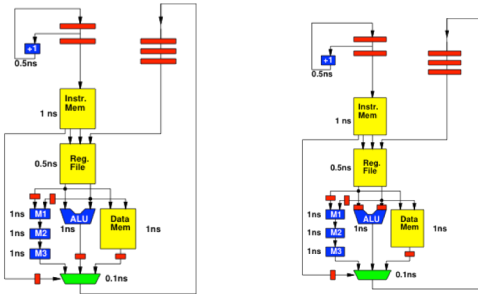 +1
0.5ns
Instr.
Mem
1 ns
Reg.
File
0.5ns
1ns M1
ALU
1ns
Data
Mem
1ns
1ns M2
1ns M3
0.1ns
+1
0.5ns
Instr.
Mem
1 ns
Reg.
File
0.5ns
1ns M1
ALU
1ns
Data
Mem
1ns
1ns M2
1ns M3
0.1ns